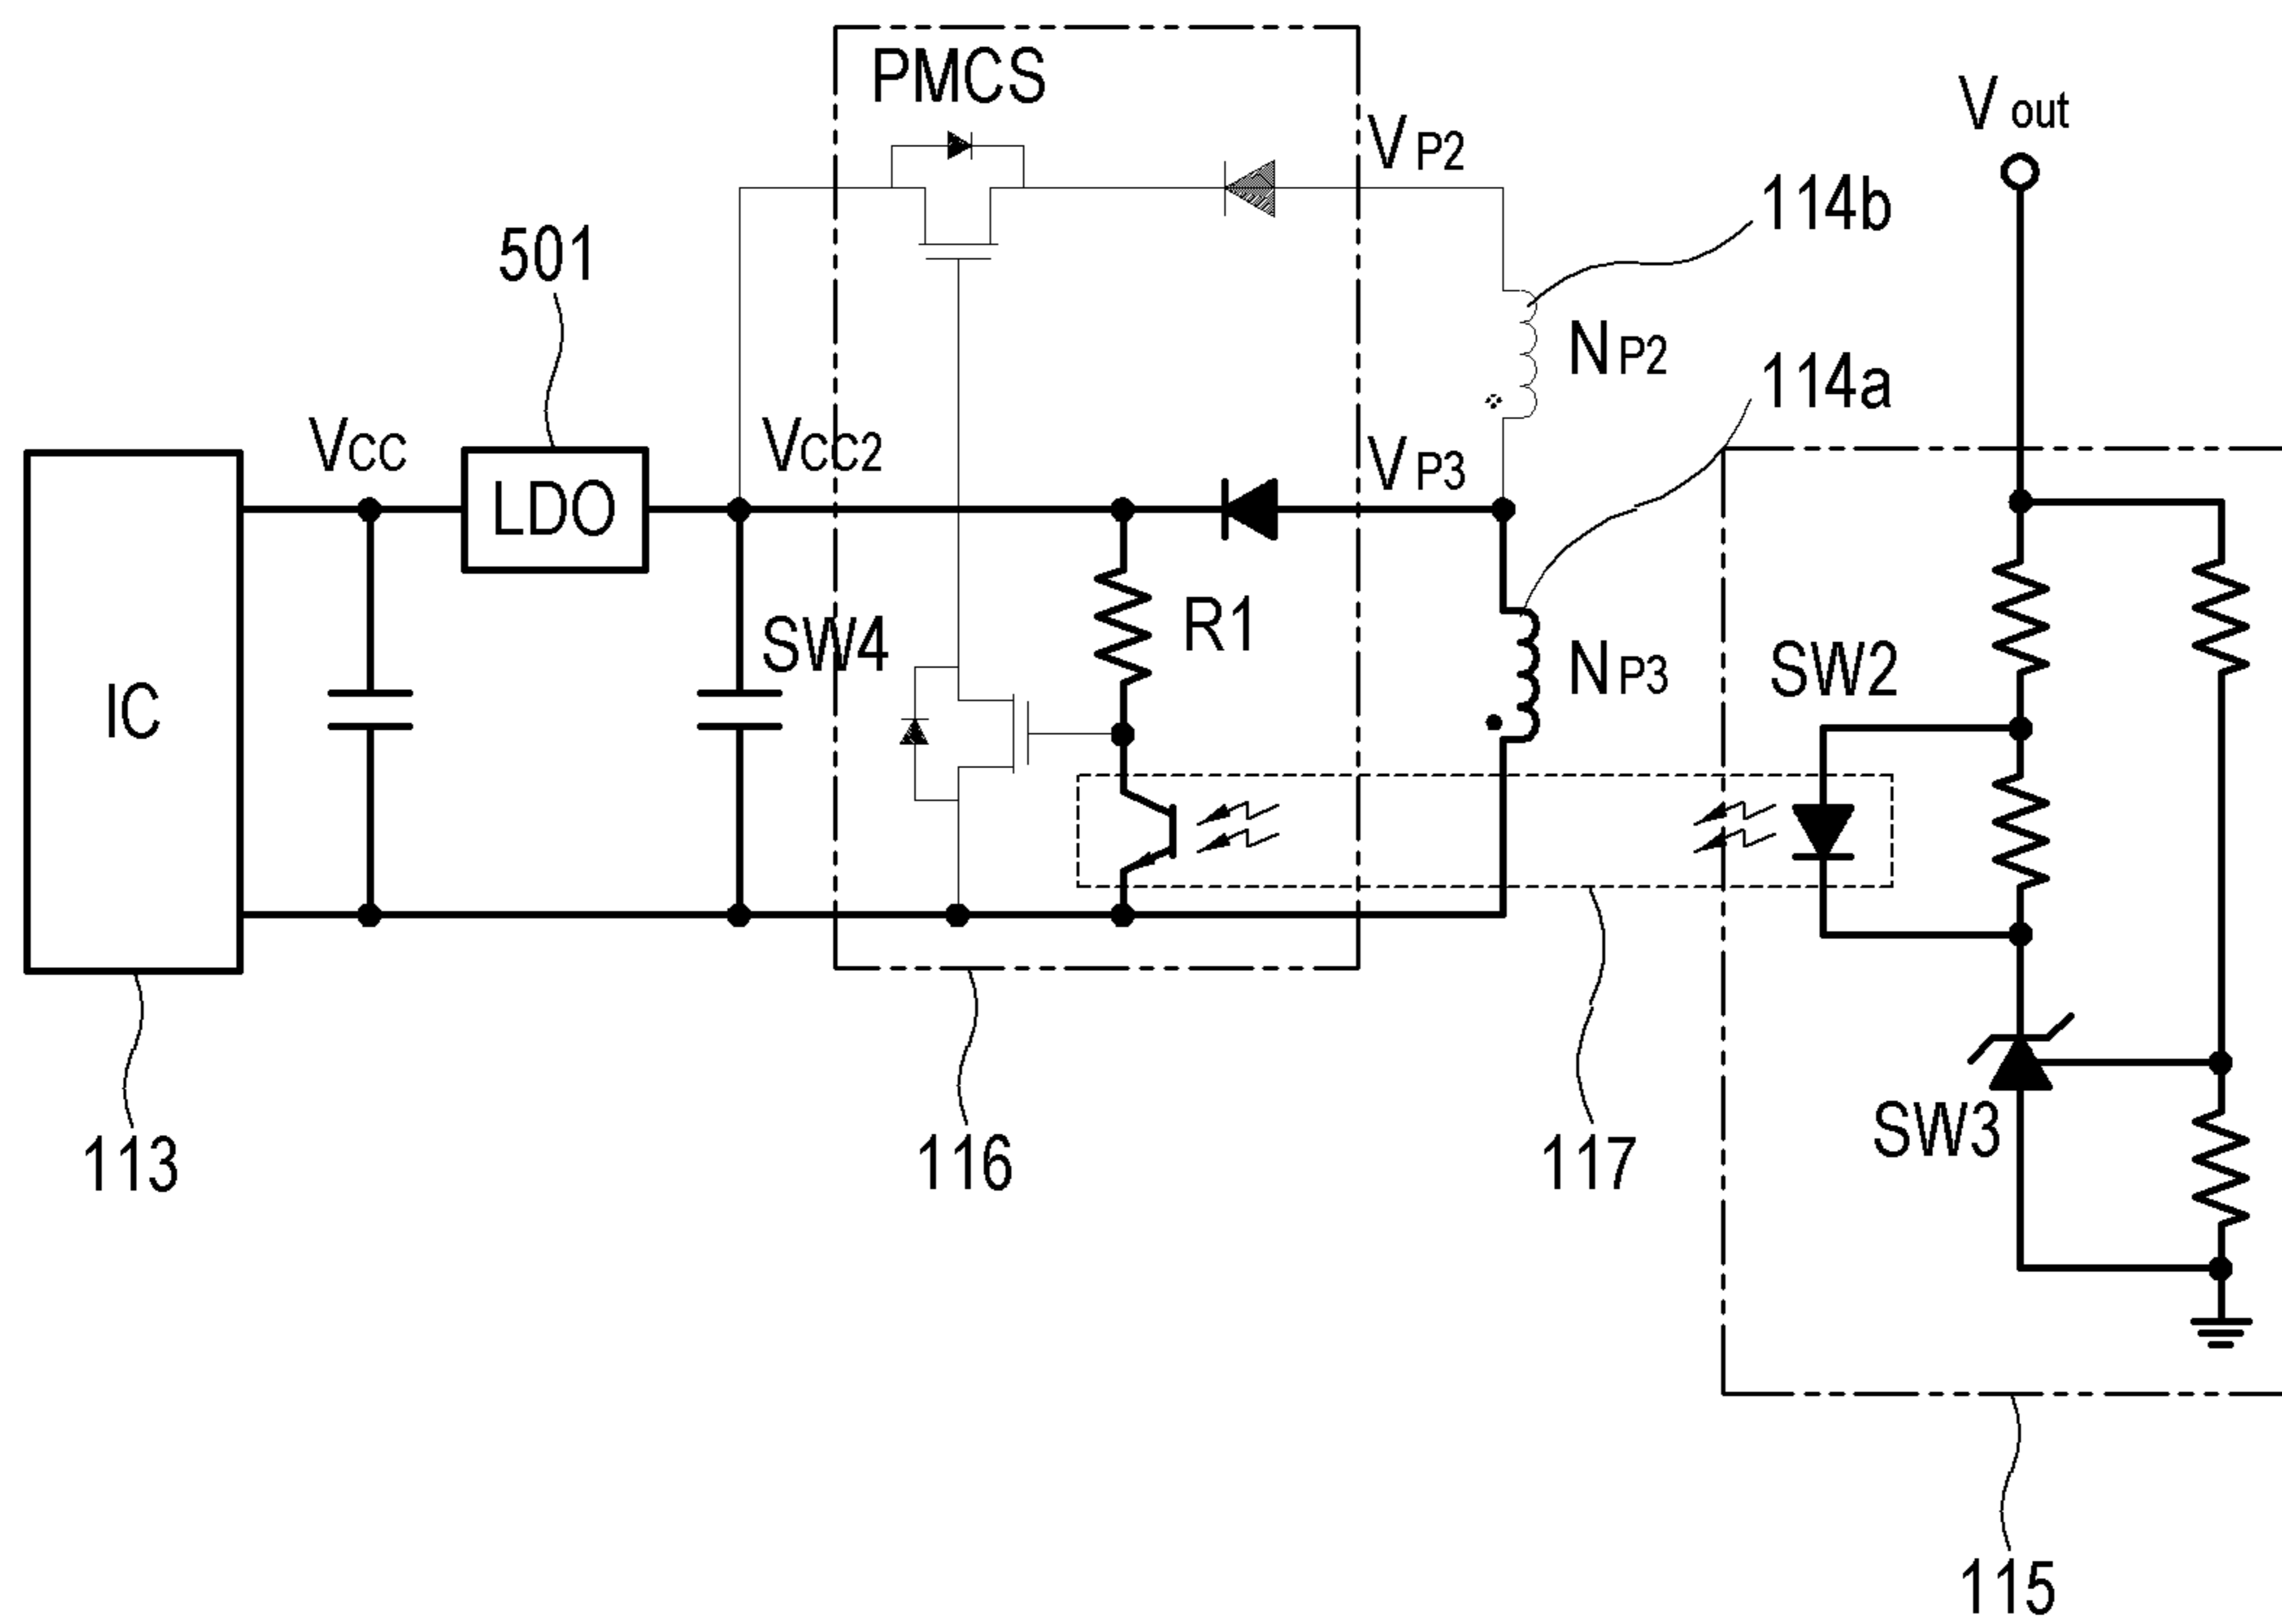 PMCS
Vout
VP2
114b
501
NP2
114a
VCC
VCC2
VP3
LDO
R1
SW4
SW2
NP3
IC
SW3
113
116
117
115